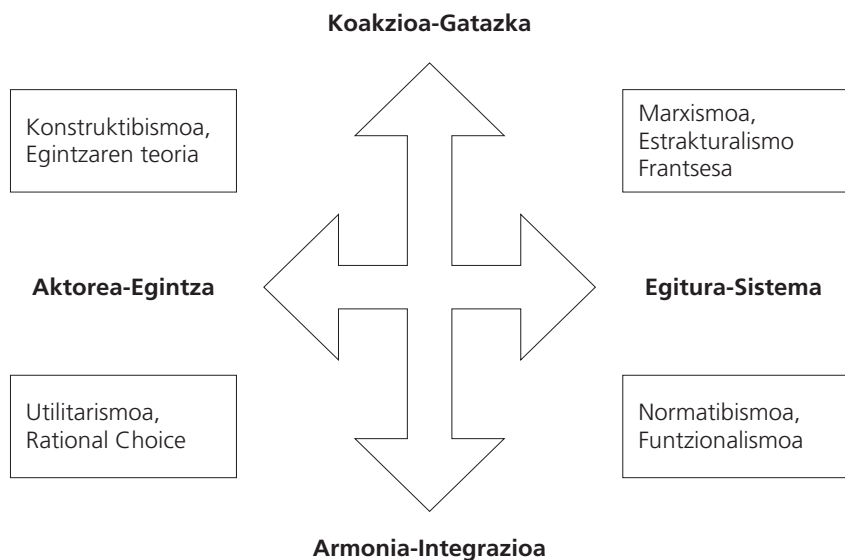 Koakzioa-Gatazka
Konstruktibismoa,
Egintzaren teoria
Marxismoa,
Estrakturalismo
Frantsesa
Aktorea-Egintza
Egitura-Sistema
Utilitarismoa,
Rational Choice
Normatibismoa,
Funtzionalismoa
Armonia-Integrazioa